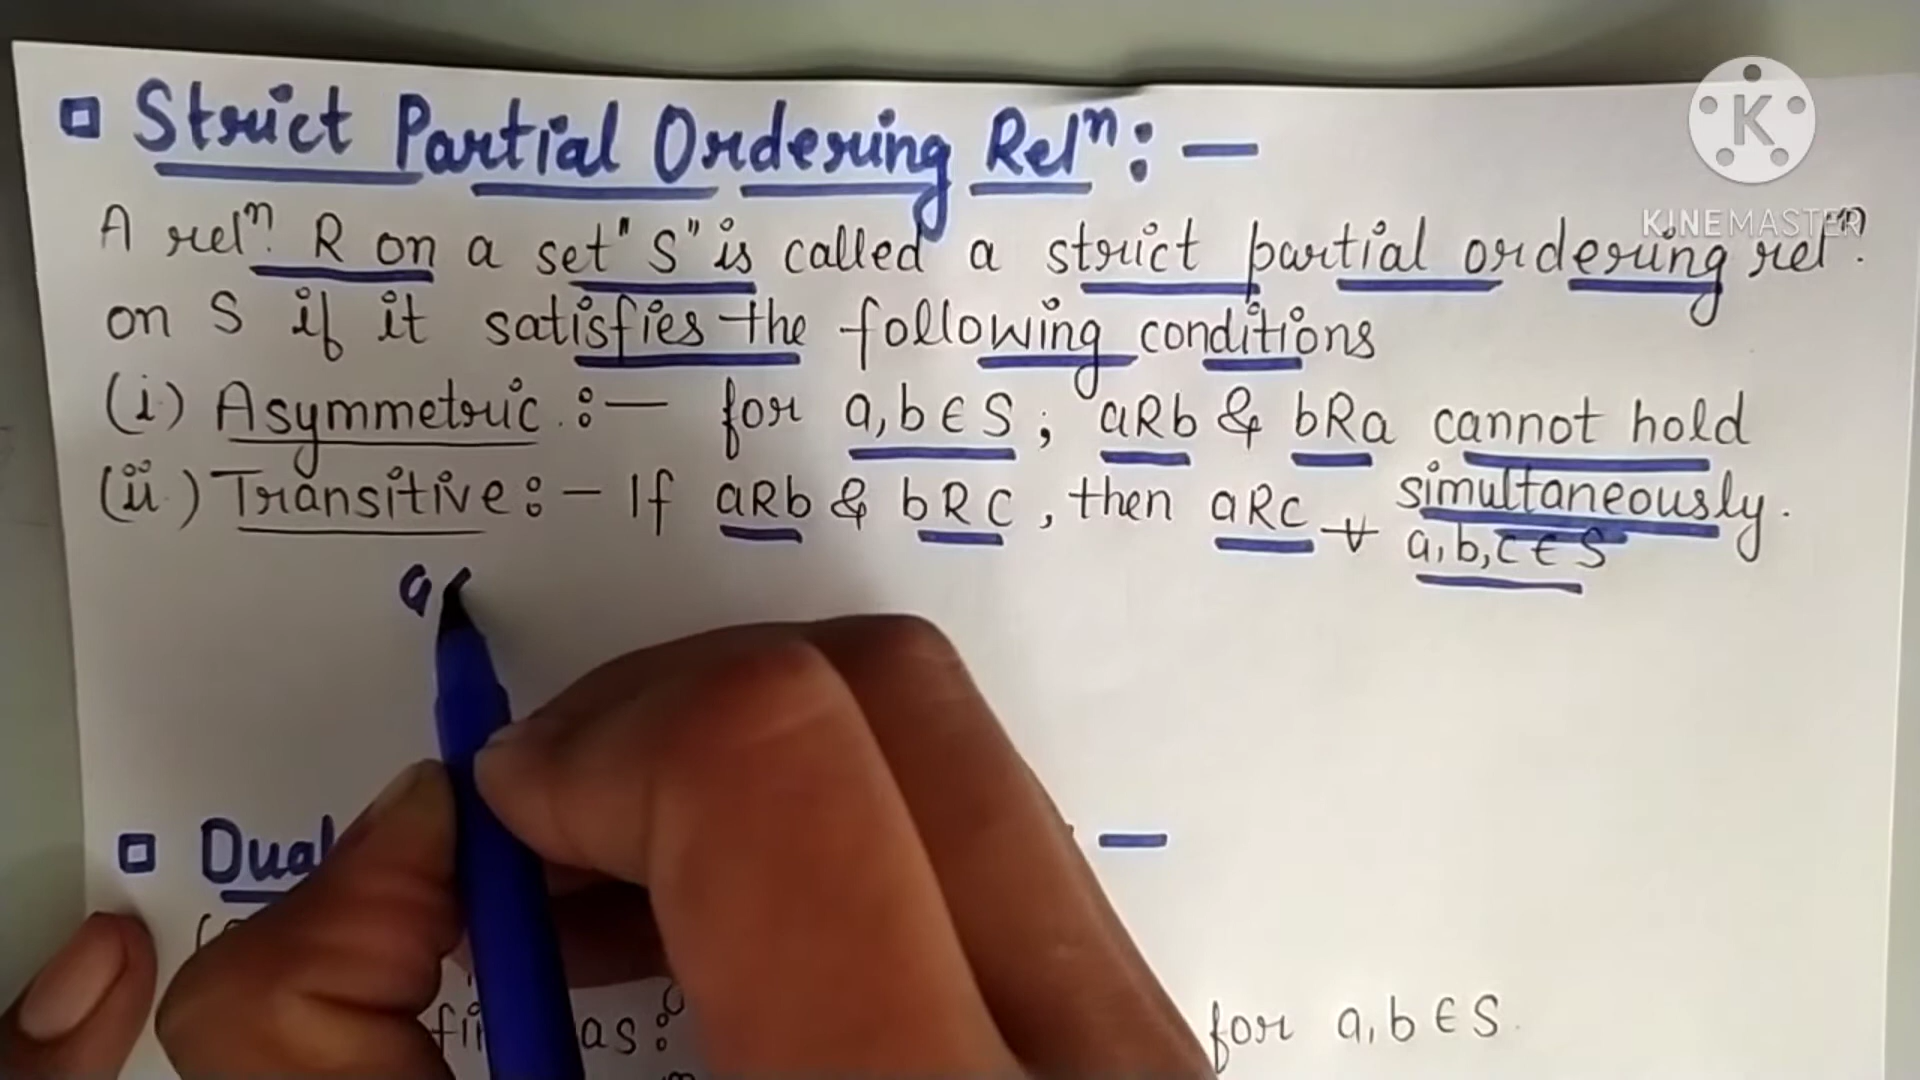 K
KINEMASTER
Strict Partial Ordering Relⁿ: —
A relⁿ. R on a set "S" is called a strict partial ordering relⁿ.
on S if it satisfies the following conditions
(i) Asymmetric :— for a, b ∈ S ; aRb & bRa cannot hold
simultaneously.
(ii) Transitive :— If aRb & bRc, then aRc ∀ a, b, c ∈ S
a
Dual —
as: for a, b ∈ S.